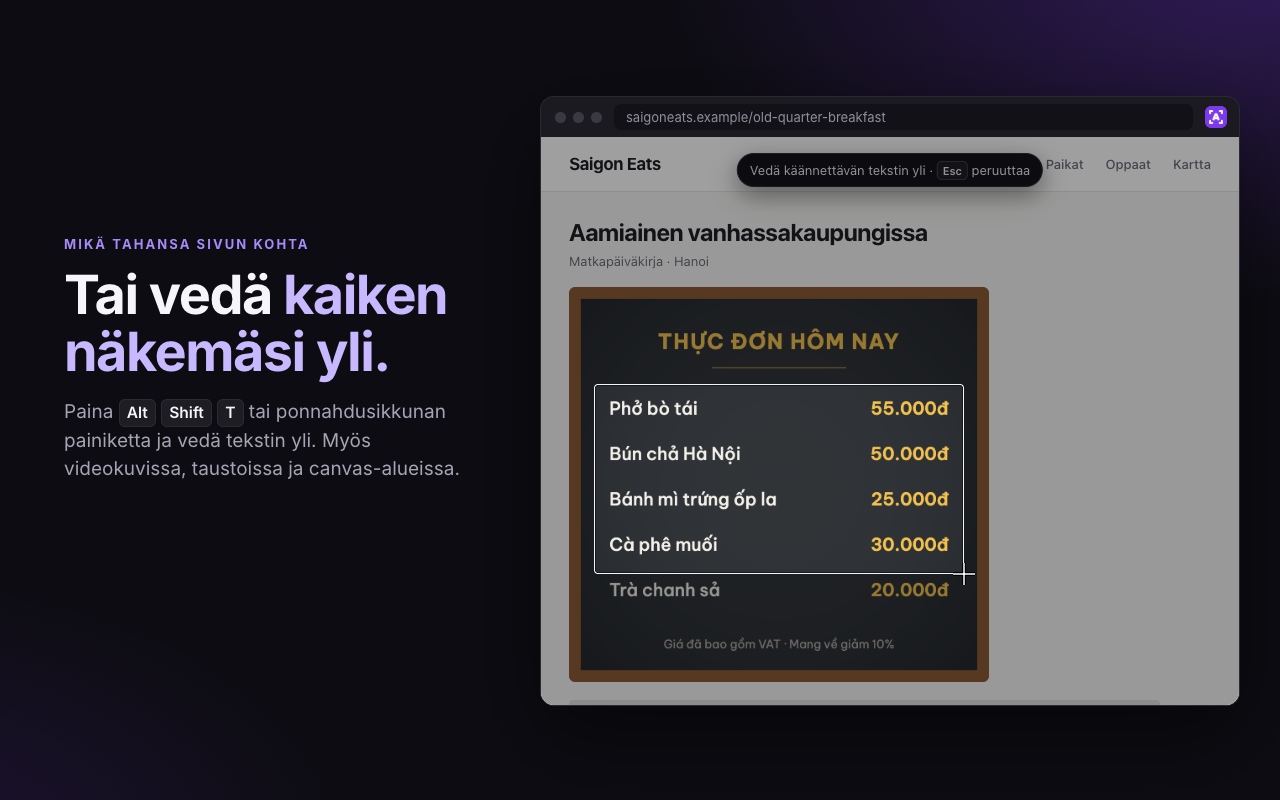 MIKÄ TAHANSA SIVUN KOHTA
Tai vedä kaiken
näkemäsi yli.
Paina Alt Shift T tai ponnahdusikkunan
painiketta ja vedä tekstin yli. Myös
videokuvissa, taustoissa ja canvas-alueissa.
saigoneats.example/old-quarter-breakfast
Saigon Eats
Vedä käännettävän tekstin yli · Esc peruuttaa
Paikat Oppaat Kartta
Aamiainen vanhassakaupungissa
Matkapäiväkirja · Hanoi
THỰC ĐƠN HÔM NAY
Phở bò tái 55.000đ
Bún chả Hà Nội 50.000đ
Bánh mì trứng ốp la 25.000đ
Cà phê muối 30.000đ
Trà chanh sả 20.000đ
Giá đã bao gồm VAT · Mang về giảm 10%